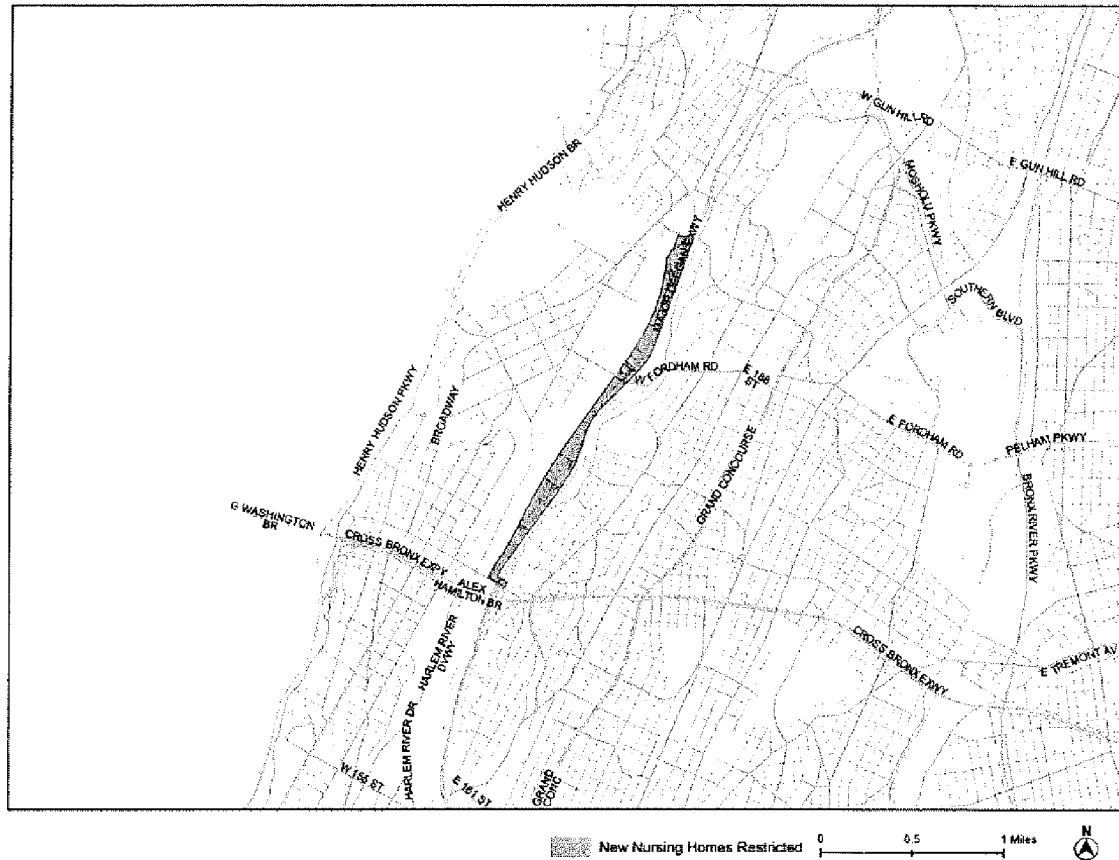 W GUN HILL RD
E GUN HILL RD
HENRY HUDSON BR
MOSHOLU PKWY
MAJOR DEEGAN EXWY
SOUTHERN BLVD
W FORDHAM RD
E 188
ST
HENRY HUDSON PKWY
BROADWAY
E FORDHAM RD
PELHAM PKWY
GRAND CONCOURSE
BRONX RIVER PKWY
G WASHINGTON
BR
CROSS BRONX EXPY
ALEX
HAMILTON BR
HARLEM RIVER
DVWY
CROSS BRONX EXWY
E TREMONT AV
HARLEM RIVER DR
W 155 ST
E 161 ST
GRAND
CONC
New Nursing Homes Restricted
0 0.5 1 Miles
N